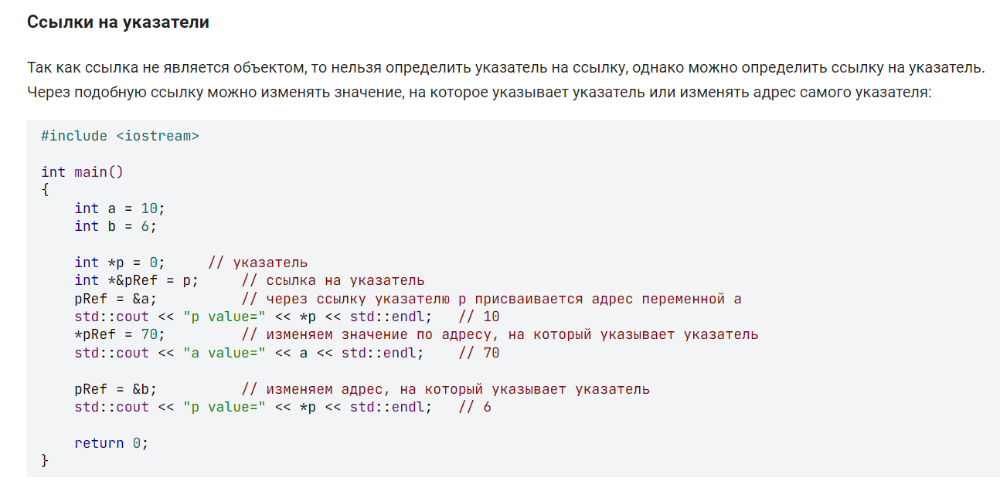 Ссылки на указатели
Так как ссылка не является объектом, то нельзя определить указатель на ссылку, однако можно определить ссылку на указатель.
Через подобную ссылку можно изменять значение, на которое указывает указатель или изменять адрес самого указателя:
#include <iostream>
int main()
{
    int a = 10;
    int b = 6;
    int *p = 0;     // указатель
    int *&pRef = p;     // ссылка на указатель
    pRef = &a;          // через ссылку указателю p присваивается адрес переменной a
    std::cout << "p value=" << *p << std::endl;   // 10
    *pRef = 70;         // изменяем значение по адресу, на который указывает указатель
    std::cout << "a value=" << a << std::endl;    // 70
    pRef = &b;          // изменяем адрес, на который указывает указатель
    std::cout << "p value=" << *p << std::endl;   // 6
    return 0;
}